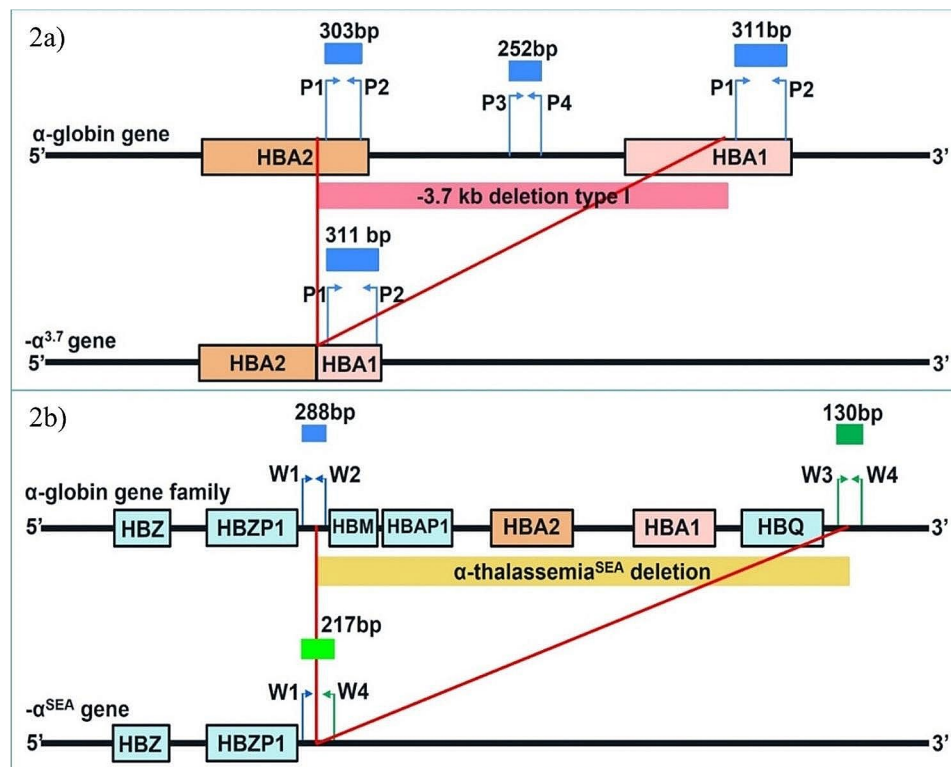 2a)
303bp
252bp
311bp
P1 P2
P3 P4
P1 P2
α-globin gene
5’ HBA2 HBA1 3’
-3.7 kb deletion type I
311 bp
P1 P2
-α3.7 gene
5’ HBA2 HBA1 3’
2b)
288bp
130bp
W1 W2
W3 W4
α-globin gene family
5’ HBZ HBZP1 HBM HBAP1 HBA2 HBA1 HBQ 3’
α-thalassemiaSEA deletion
217bp
W1 W4
-αSEA gene
5’ HBZ HBZP1 3’